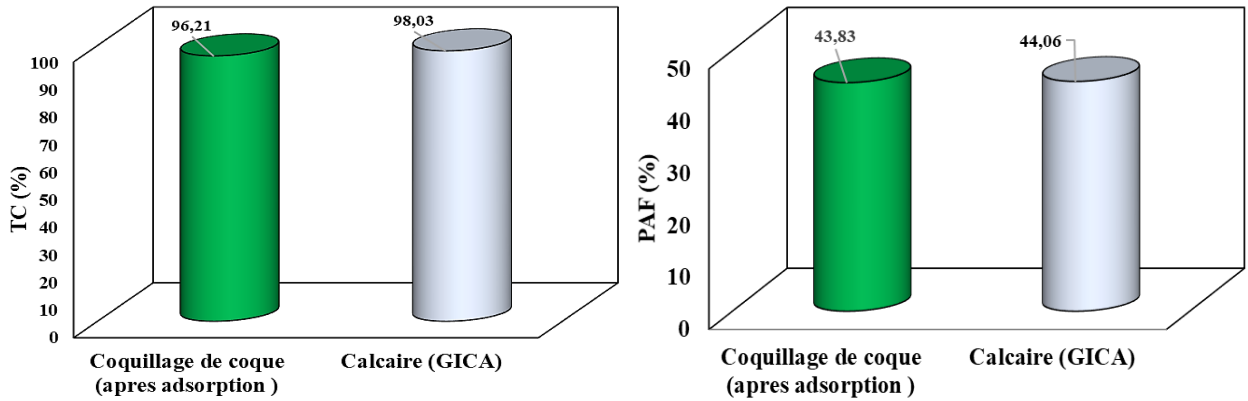 96,21
98,03
100
90
80
70
60
50
40
30
20
10
0
TC (%)
Coquillage de coque
(apres adsorption )
Calcaire (GICA)
43,83
44,06
50
40
30
20
10
0
PAF (%)
Coquillage de coque
(apres adsorption )
Calcaire (GICA)